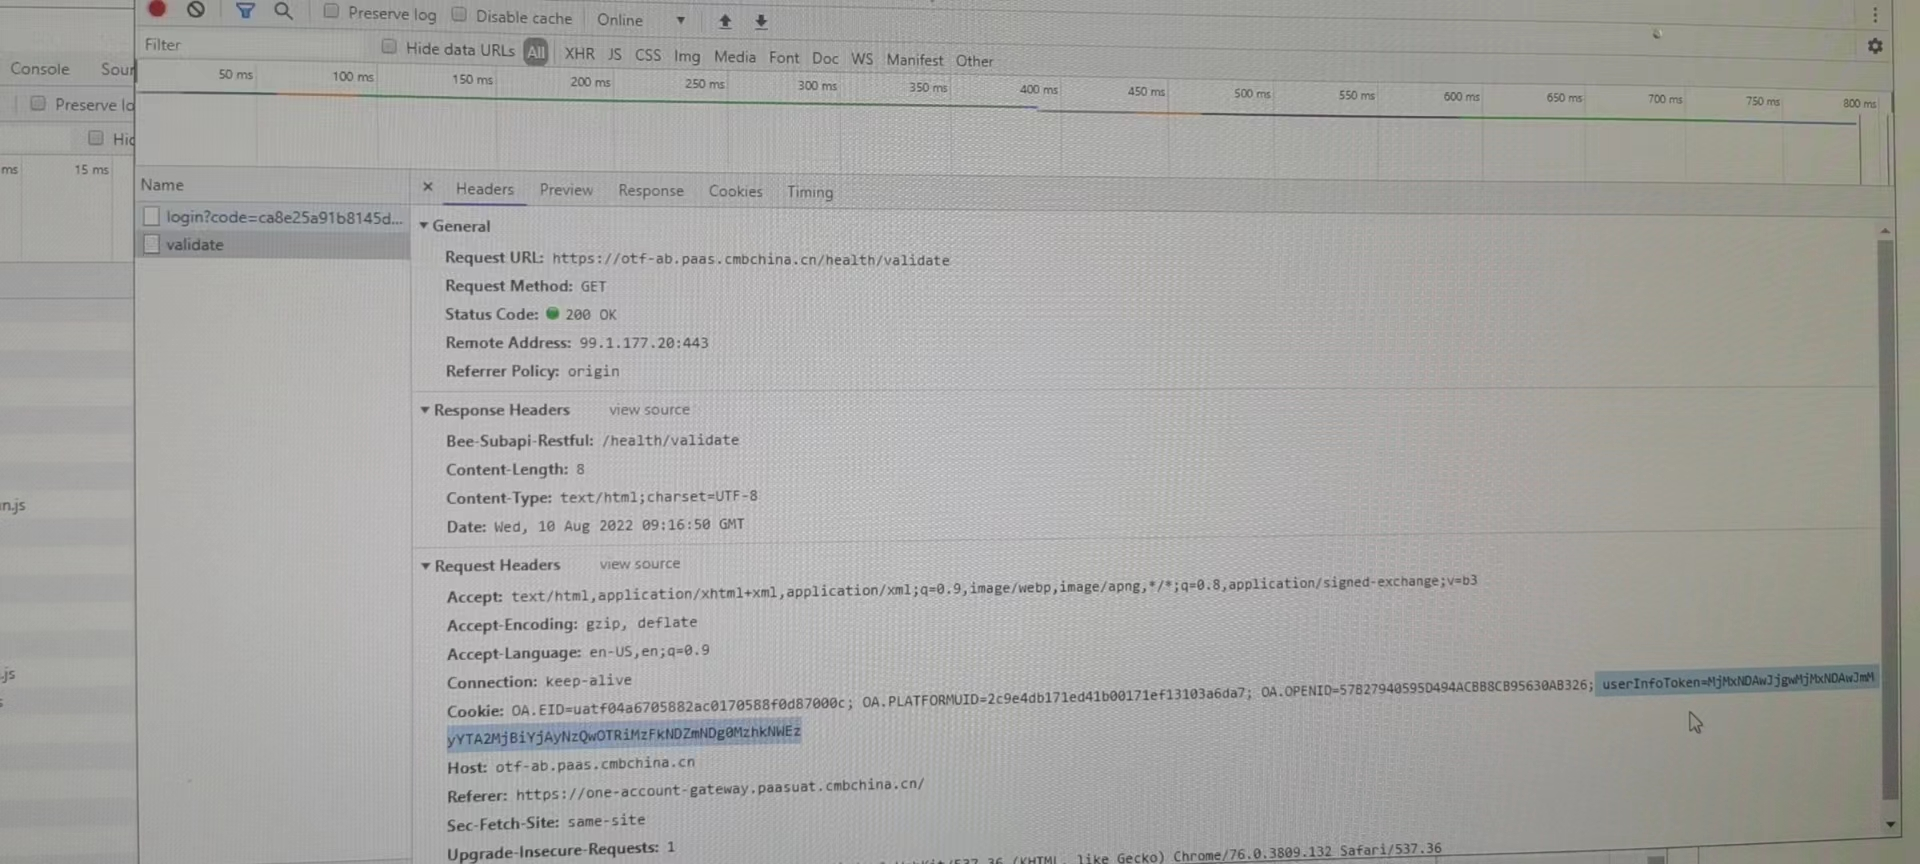 Preserve log
Disable cache
Online
Filter
Hide data URLs
All
XHR JS CSS Img Media Font Doc WS Manifest Other
Console
Preserve lo
Hid
ms
15 ms
50 ms
100 ms
150 ms
200 ms
250 ms
300 ms
350 ms
400 ms
450 ms
500 ms
550 ms
600 ms
650 ms
700 ms
750 ms
800 ms
Name
login?code=ca8e25a91b8145d...
validate
n.js
.js
Headers Preview Response Cookies Timing
General
Request URL: https://otf-ab.paas.cmbchina.cn/health/validate
Request Method: GET
Status Code: 200 OK
Remote Address: 99.1.177.20:443
Referrer Policy: origin
Response Headers view source
Bee-Subapi-Restful: /health/validate
Content-Length: 8
Content-Type: text/html;charset=UTF-8
Date: Wed, 10 Aug 2022 09:16:50 GMT
Request Headers view source
Accept: text/html,application/xhtml+xml,application/xml;q=0.9,image/webp,image/apng,*/*;q=0.8,application/signed-exchange;v=b3
Accept-Encoding: gzip, deflate
Accept-Language: en-US,en;q=0.9
Connection: keep-alive
Cookie: OA.EID=uatf04a6705882ac0170588f0d87000c; OA.PLATFORMUID=2c9e4db171ed41b00171ef13103a6da7; OA.OPENID=57B27940595D494ACBB8CB95630AB326; userInfoToken=MjMxNDAwJjgwMjMxNDAwJmM
yYTA2MjBiYjAyNzQwOTRiMzFkNDZmNDg0MzhkNWEz
Host: otf-ab.paas.cmbchina.cn
Referer: https://one-account-gateway.paasuat.cmbchina.cn/
Sec-Fetch-Site: same-site
Upgrade-Insecure-Requests: 1
(KHTML, like Gecko) Chrome/76.0.3809.132 Safari/537.36